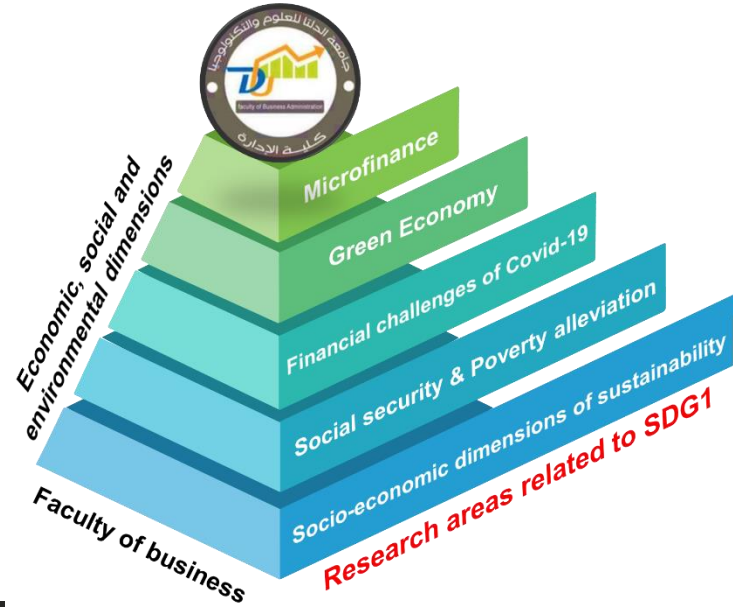 جامعة الدلتا للعلوم والتكنولوجيا
DU
faculty of Business Administration
كلية الإدارة
Microfinance
Green Economy
Financial challenges of Covid-19
Social security & Poverty alleviation
Socio-economic dimensions of sustainability
Economic, social and
environmental dimensions
Faculty of business
Research areas related to SDG1